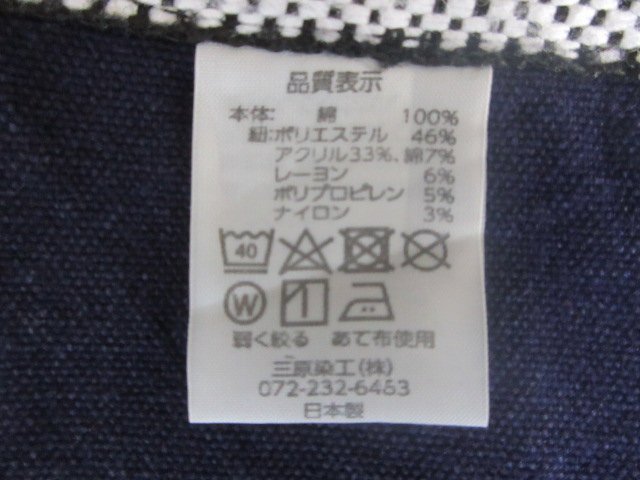 品質表示
本体: 綿 100%
紐:ポリエステル 46%
アクリル33%、綿7%
レーヨン 6%
ポリプロピレン 5%
ナイロン 3%
40
W
弱く絞る あて布使用
三原染工(株)
072-232-6463
日本製